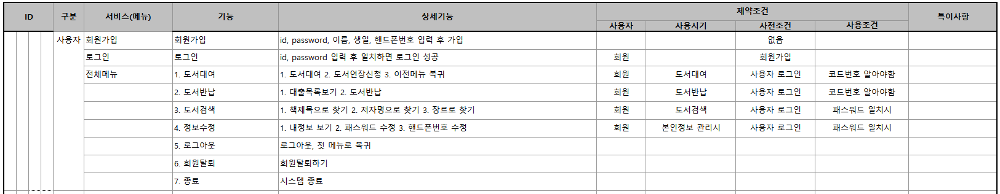 ID 구분 서비스(메뉴) 기능 상세기능 제약조건 특이사항
사용자 사용시기 사전조건 사용조건
사용자 회원가입 회원가입 id, password, 이름, 생일, 핸드폰번호 입력 후 가입 없음
로그인 로그인 id, password 입력 후 일치하면 로그인 성공 회원 회원가입
전체메뉴 1. 도서대여 1. 도서대여 2. 도서연장신청 3. 이전메뉴 복귀 회원 도서대여 사용자 로그인 코드번호 알아야함
2. 도서반납 1. 대출목록보기 2. 도서반납 회원 도서반납 사용자 로그인 코드번호 알아야함
3. 도서검색 1. 책제목으로 찾기 2. 저자명으로 찾기 3. 장르로 찾기 회원 도서검색 사용자 로그인 패스워드 일치시
4. 정보수정 1. 내정보 보기 2. 패스워드 수정 3. 핸드폰번호 수정 회원 본인정보 관리시 사용자 로그인 패스워드 일치시
5. 로그아웃 로그아웃, 첫 메뉴로 복귀
6. 회원탈퇴 회원탈퇴하기
7. 종료 시스템 종료